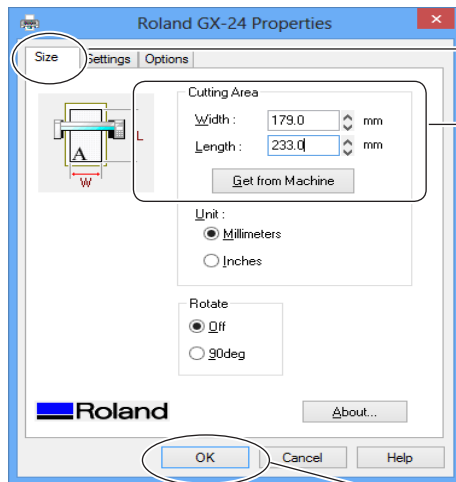 Roland GX-24 Properties
Size Settings Options
Cutting Area
Width : 179.0 mm
Length : 233.0 mm
Get from Machine
L
A
W
Unit :
Millimeters
Inches
Rotate
Off
90deg
Roland
About...
OK Cancel Help